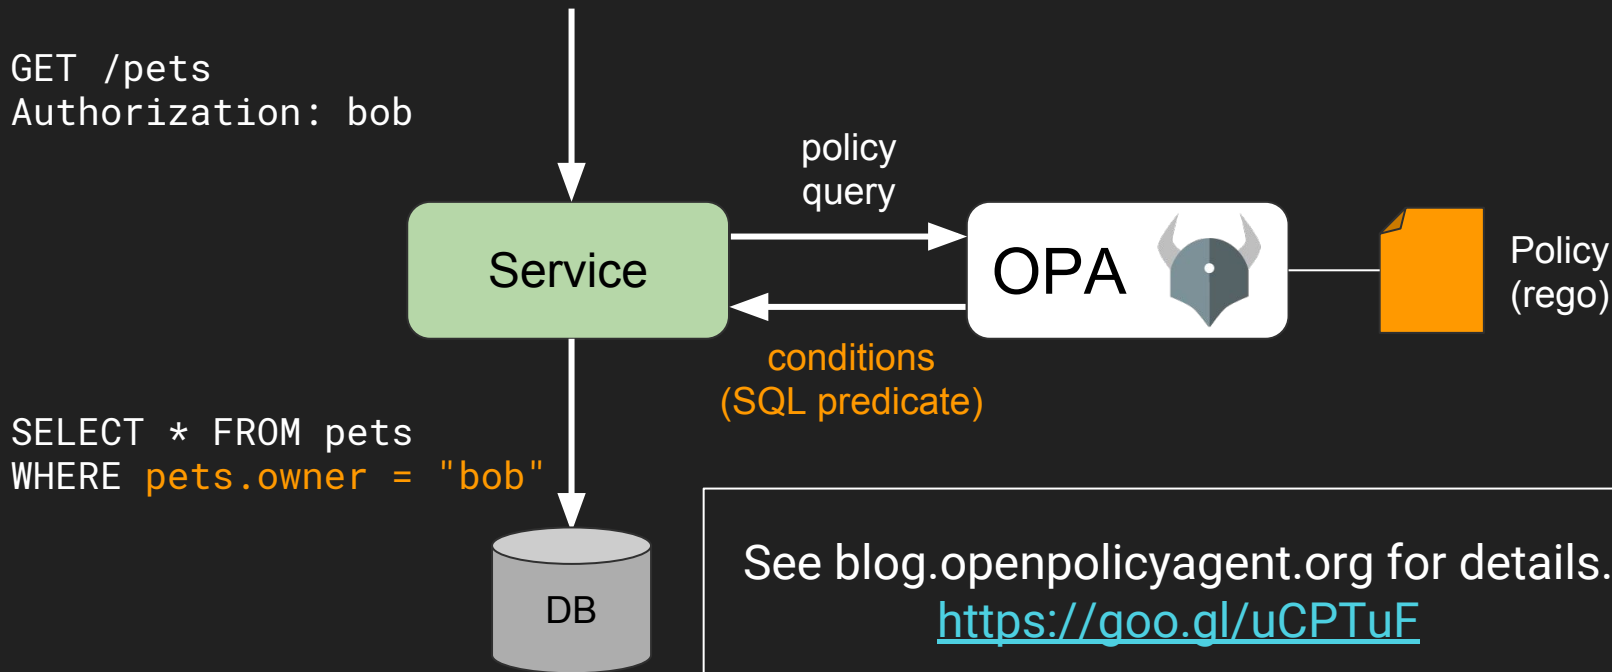 GET /pets
Authorization: bob
policy
query
Service
OPA
Policy
(rego)
conditions
(SQL predicate)
SELECT * FROM pets
WHERE pets.owner = "bob"
DB
See blog.openpolicyagent.org for details.
https://goo.gl/uCPTuF